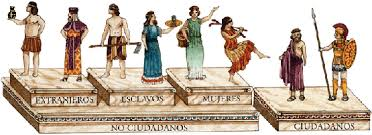 EXTRANJEROS ESCLAVOS MUJERES
NO CIUDADANOS
CIUDADANOS